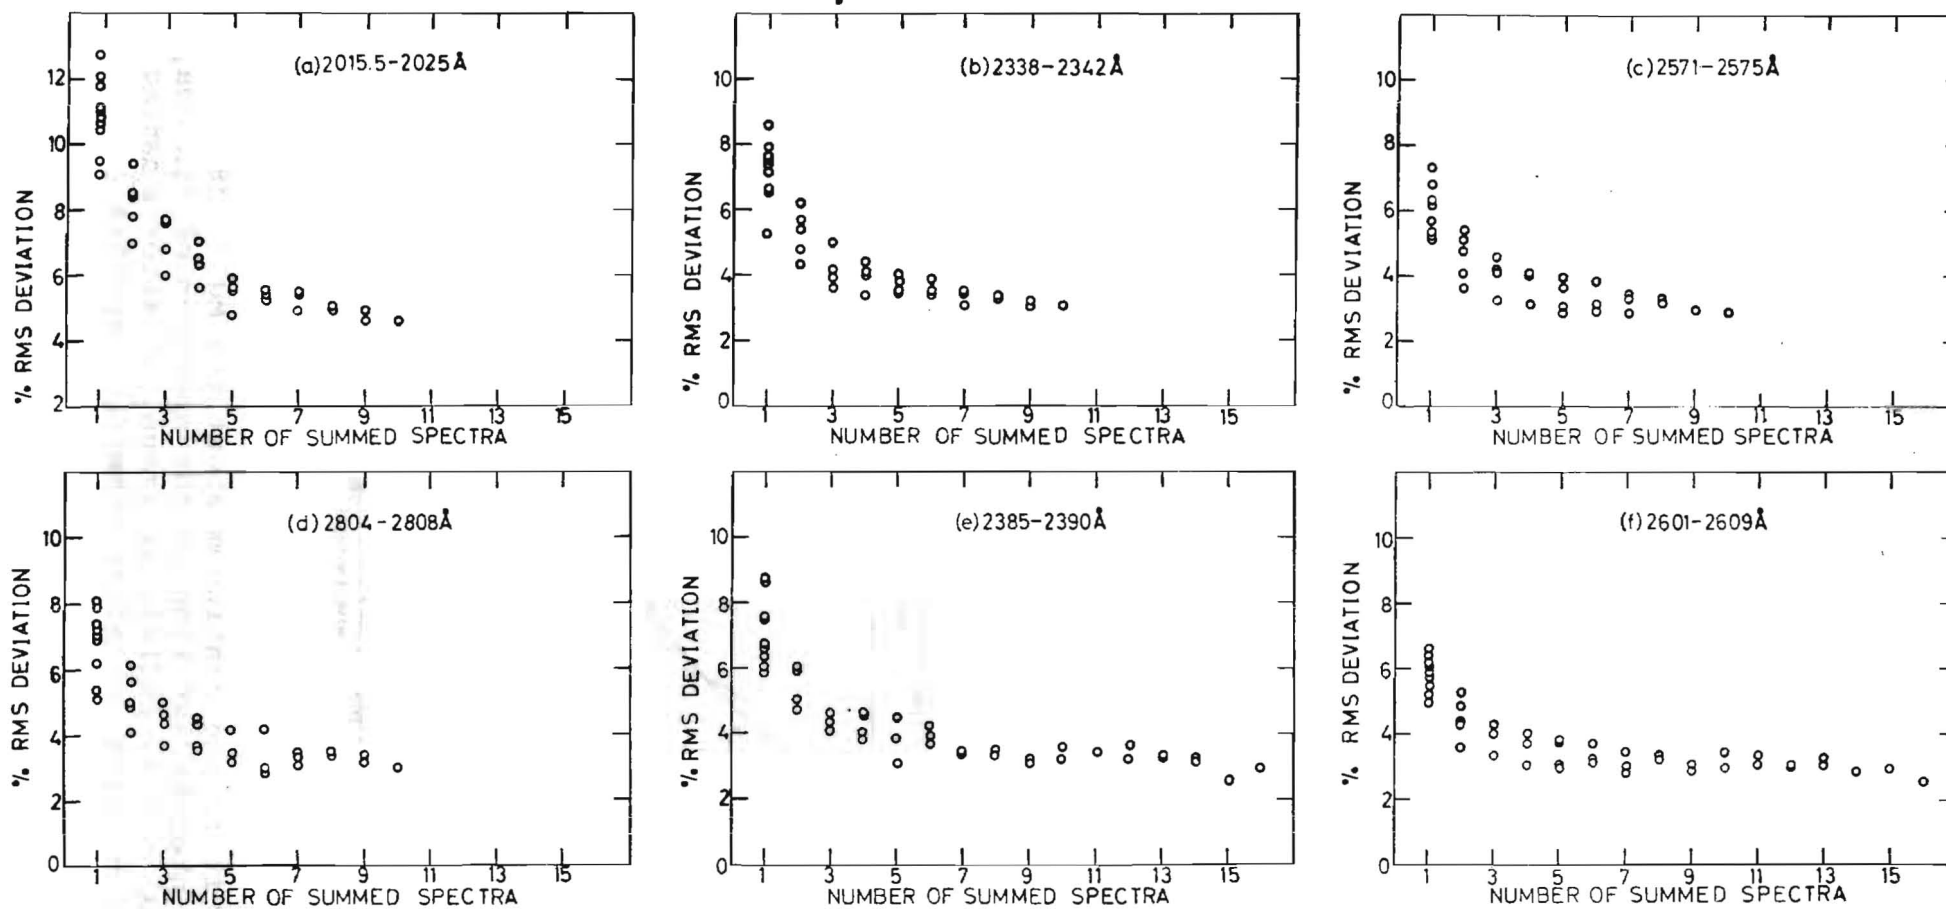 (a) 2015.5-2025Å
12
10
8
6
4
2
% RMS DEVIATION
1 3 5 7 9 11 13 15
NUMBER OF SUMMED SPECTRA
(b) 2338-2342Å
10
8
6
4
2
0
% RMS DEVIATION
1 3 5 7 9 11 13 15
NUMBER OF SUMMED SPECTRA
(c) 2571-2575Å
10
8
6
4
2
0
% RMS DEVIATION
1 3 5 7 9 11 13 15
NUMBER OF SUMMED SPECTRA
(d) 2804-2808Å
10
8
6
4
2
0
% RMS DEVIATION
1 3 5 7 9 11 13 15
NUMBER OF SUMMED SPECTRA
(e) 2385-2390Å
10
8
6
4
2
0
% RMS DEVIATION
1 3 5 7 9 11 13 15
NUMBER OF SUMMED SPECTRA
(f) 2601-2609Å
10
8
6
4
2
0
% RMS DEVIATION
1 3 5 7 9 11 13 15
NUMBER OF SUMMED SPECTRA